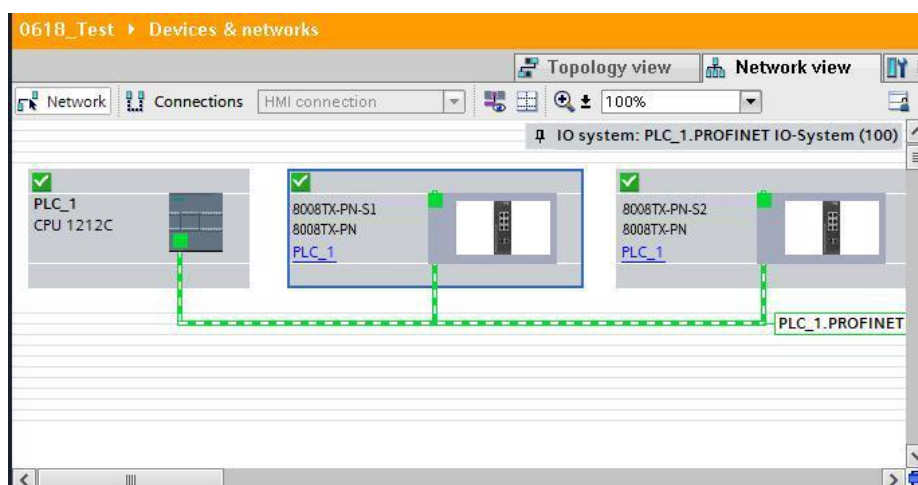 0618_Test ▸ Devices & networks
Topology view
Network view
Network
Connections
HMI connection
100%
IO system: PLC_1.PROFINET IO-System (100)
PLC_1
CPU 1212C
8008TX-PN-S1
8008TX-PN
PLC_1
8008TX-PN-S2
8008TX-PN
PLC_1
PLC_1.PROFINET